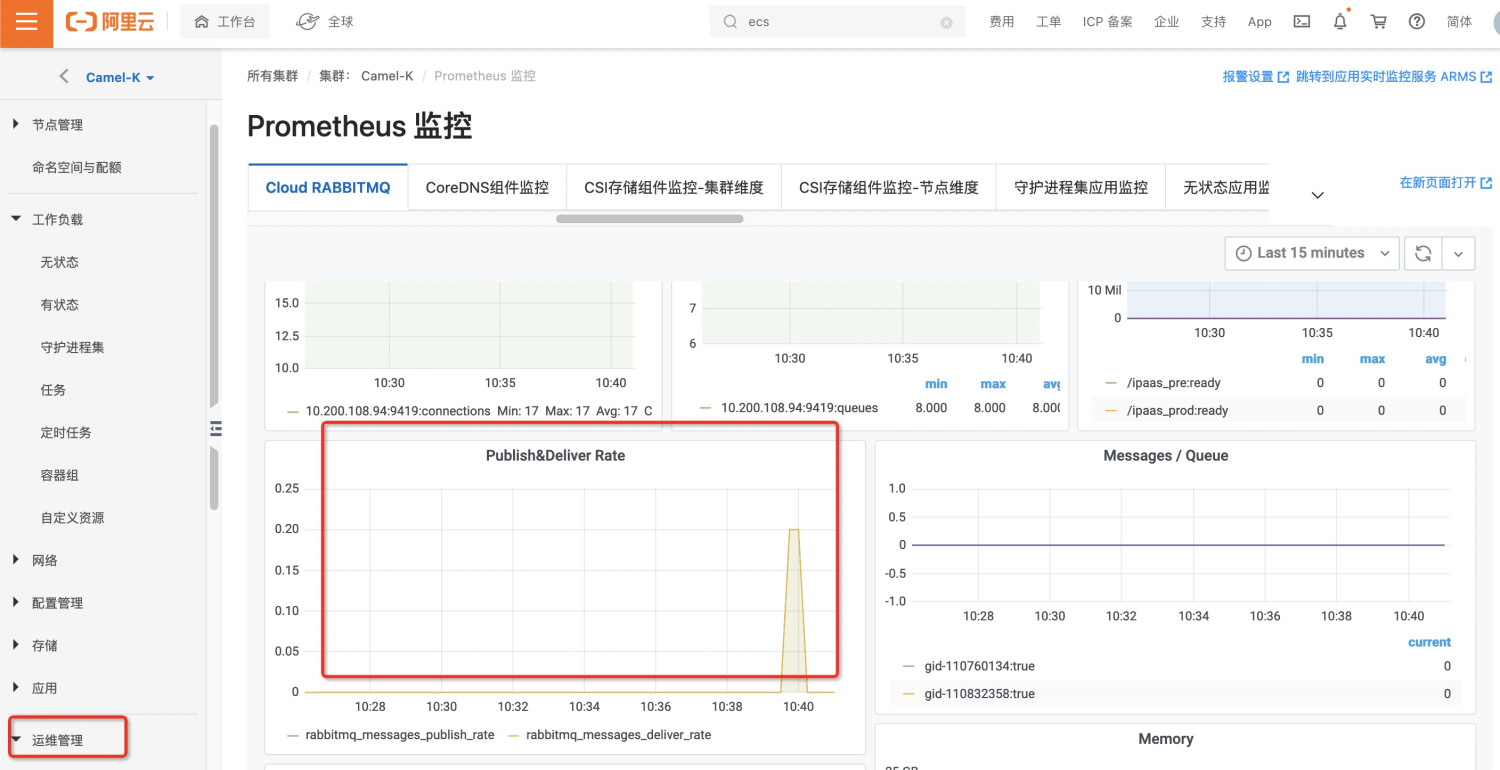 阿里云 工作台 全球 ecs 费用 工单 ICP 备案 企业 支持 App 简体
Camel-K
节点管理
命名空间与配额
工作负载
无状态
有状态
守护进程集
任务
定时任务
容器组
自定义资源
网络
配置管理
存储
应用
运维管理
所有集群 / 集群： Camel-K / Prometheus 监控
报警设置 跳转到应用实时监控服务 ARMS
Prometheus 监控
Cloud RABBITMQ CoreDNS组件监控 CSI存储组件监控-集群维度 CSI存储组件监控-节点维度 守护进程集应用监控 无状态应用监
在新页面打开
Last 15 minutes
15.0
12.5
10.0
10:30 10:35 10:40
10.200.108.94:9419:connections Min: 17 Max: 17 Avg: 17 C
7
6
10:30 10:35 10:40
min max avg
10.200.108.94:9419:queues 8.000 8.000 8.00
10 Mil
0
10:30 10:35 10:40
min max avg
/ipaas_pre:ready 0 0 0
/ipaas_prod:ready 0 0 0
Publish&Deliver Rate
0.25
0.20
0.15
0.10
0.05
0
10:28 10:30 10:32 10:34 10:36 10:38 10:40
rabbitmq_messages_publish_rate rabbitmq_messages_deliver_rate
Messages / Queue
1.0
0.5
0
-0.5
-1.0
10:28 10:30 10:32 10:34 10:36 10:38 10:40
current
gid-110760134:true 0
gid-110832358:true 0
Memory